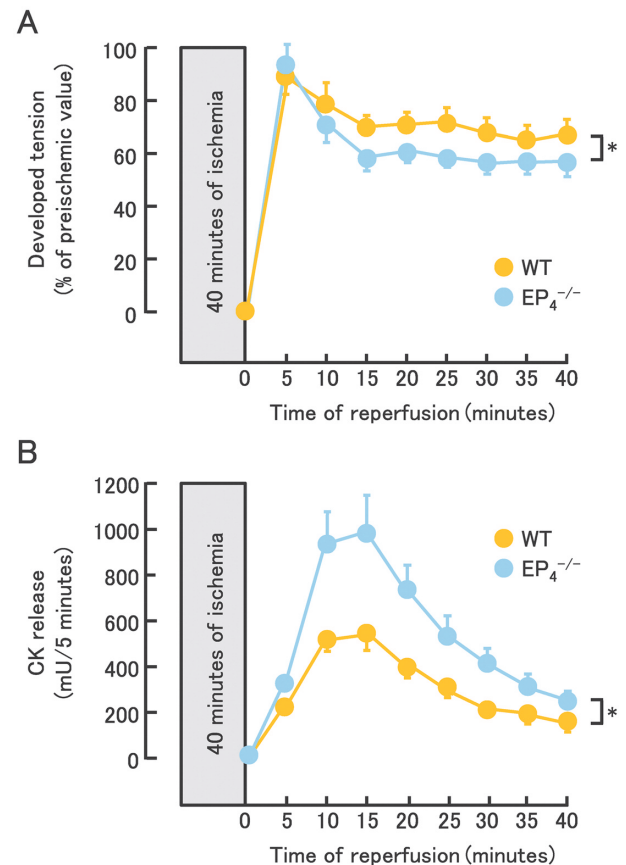 A
Developed tension
(% of preischemic value)
100
80
60
40
20
0
40 minutes of ischemia
*
WT
EP₄⁻/⁻
0 5 10 15 20 25 30 35 40
Time of reperfusion (minutes)
B
CK release
(mU/5 minutes)
1200
1000
800
600
400
200
0
40 minutes of ischemia
WT
EP₄⁻/⁻
*
0 5 10 15 20 25 30 35 40
Time of reperfusion (minutes)